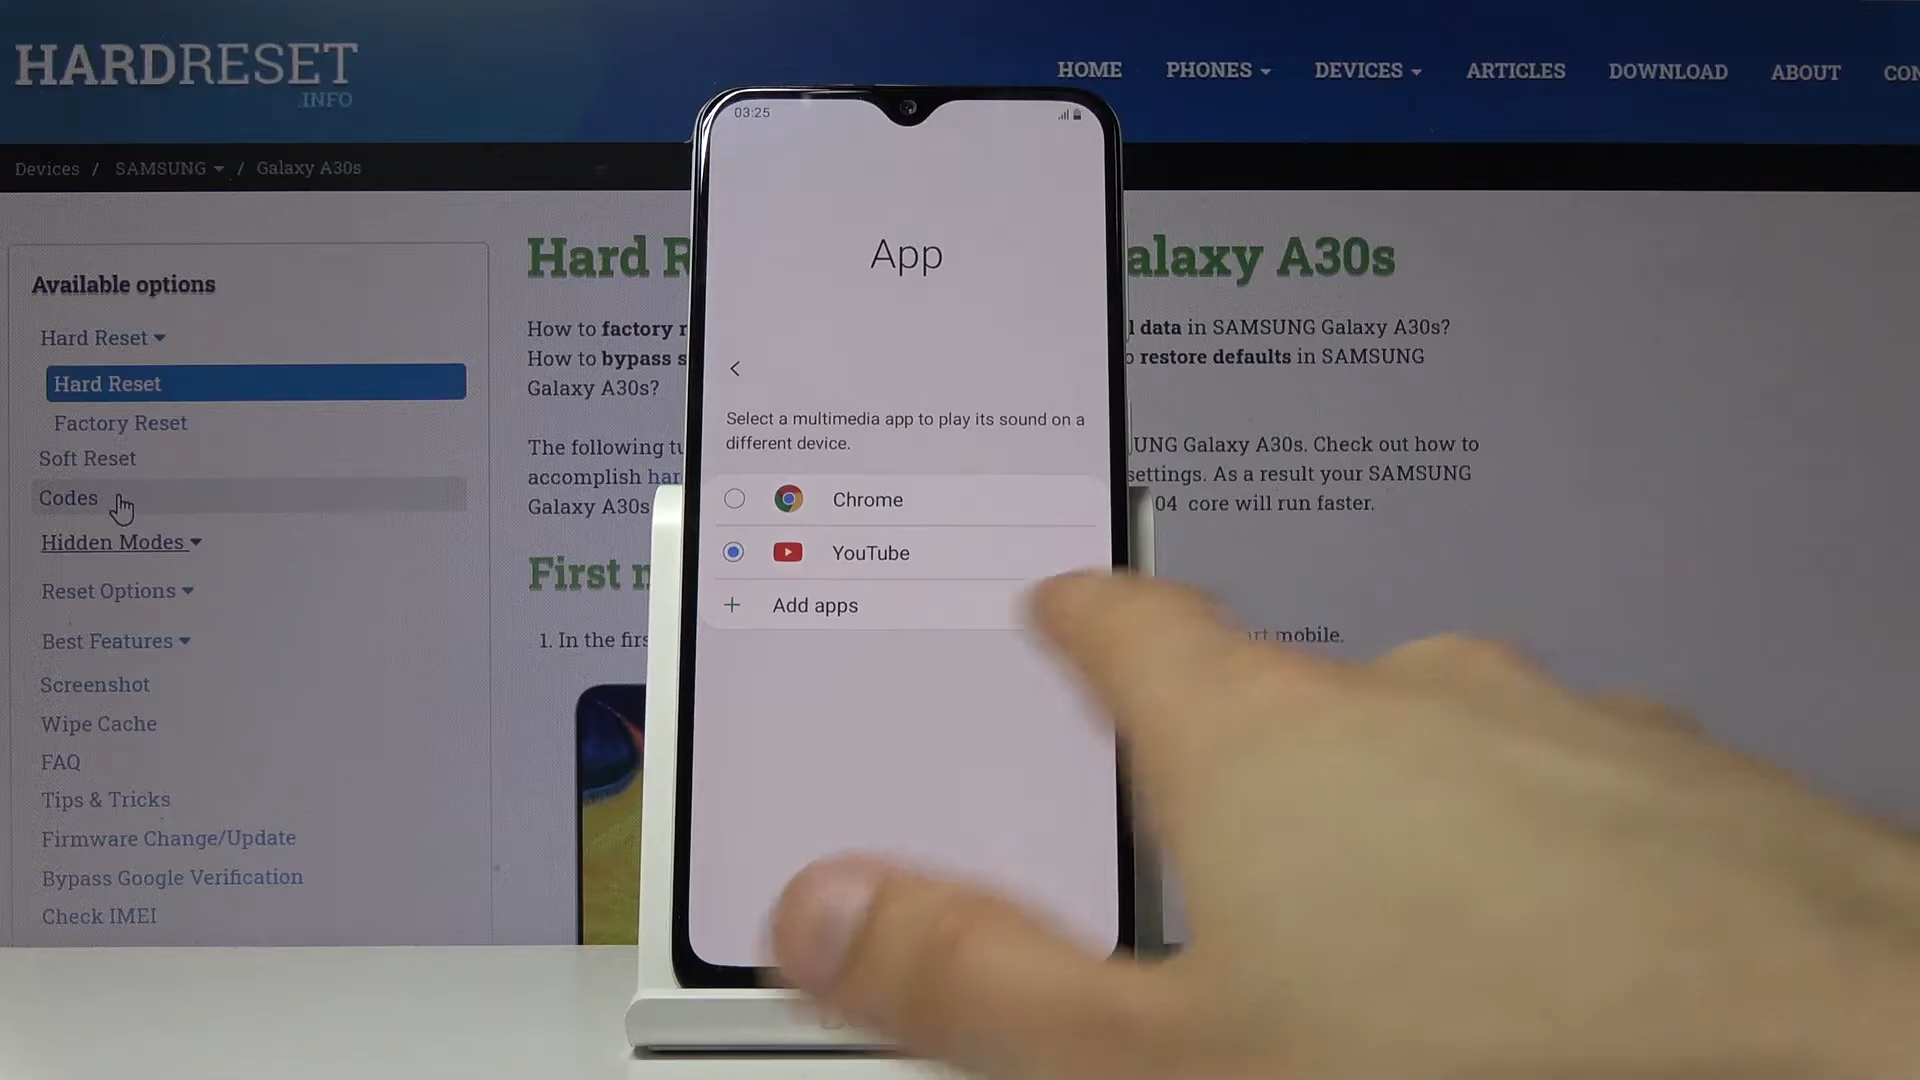 HARDRESET
.INFO
HOME PHONES DEVICES ARTICLES DOWNLOAD ABOUT
Devices / SAMSUNG / Galaxy A30s
Available options
Hard Reset
Hard Reset
Factory Reset
Soft Reset
Codes
Hidden Modes
Reset Options
Best Features
Screenshot
Wipe Cache
FAQ
Tips & Tricks
Firmware Change/Update
Bypass Google Verification
Check IMEI
Hard alaxy A30s
How to factory data in SAMSUNG Galaxy A30s?
How to bypass restore defaults in SAMSUNG
Galaxy A30s?
The following UNG Galaxy A30s. Check out how to
accomplish settings. As a result your SAMSUNG
Galaxy A30s 04 core will run faster.
First
1. In the mobile.
03:25
App
<
Select a multimedia app to play its sound on a
different device.
Chrome
YouTube
+ Add apps